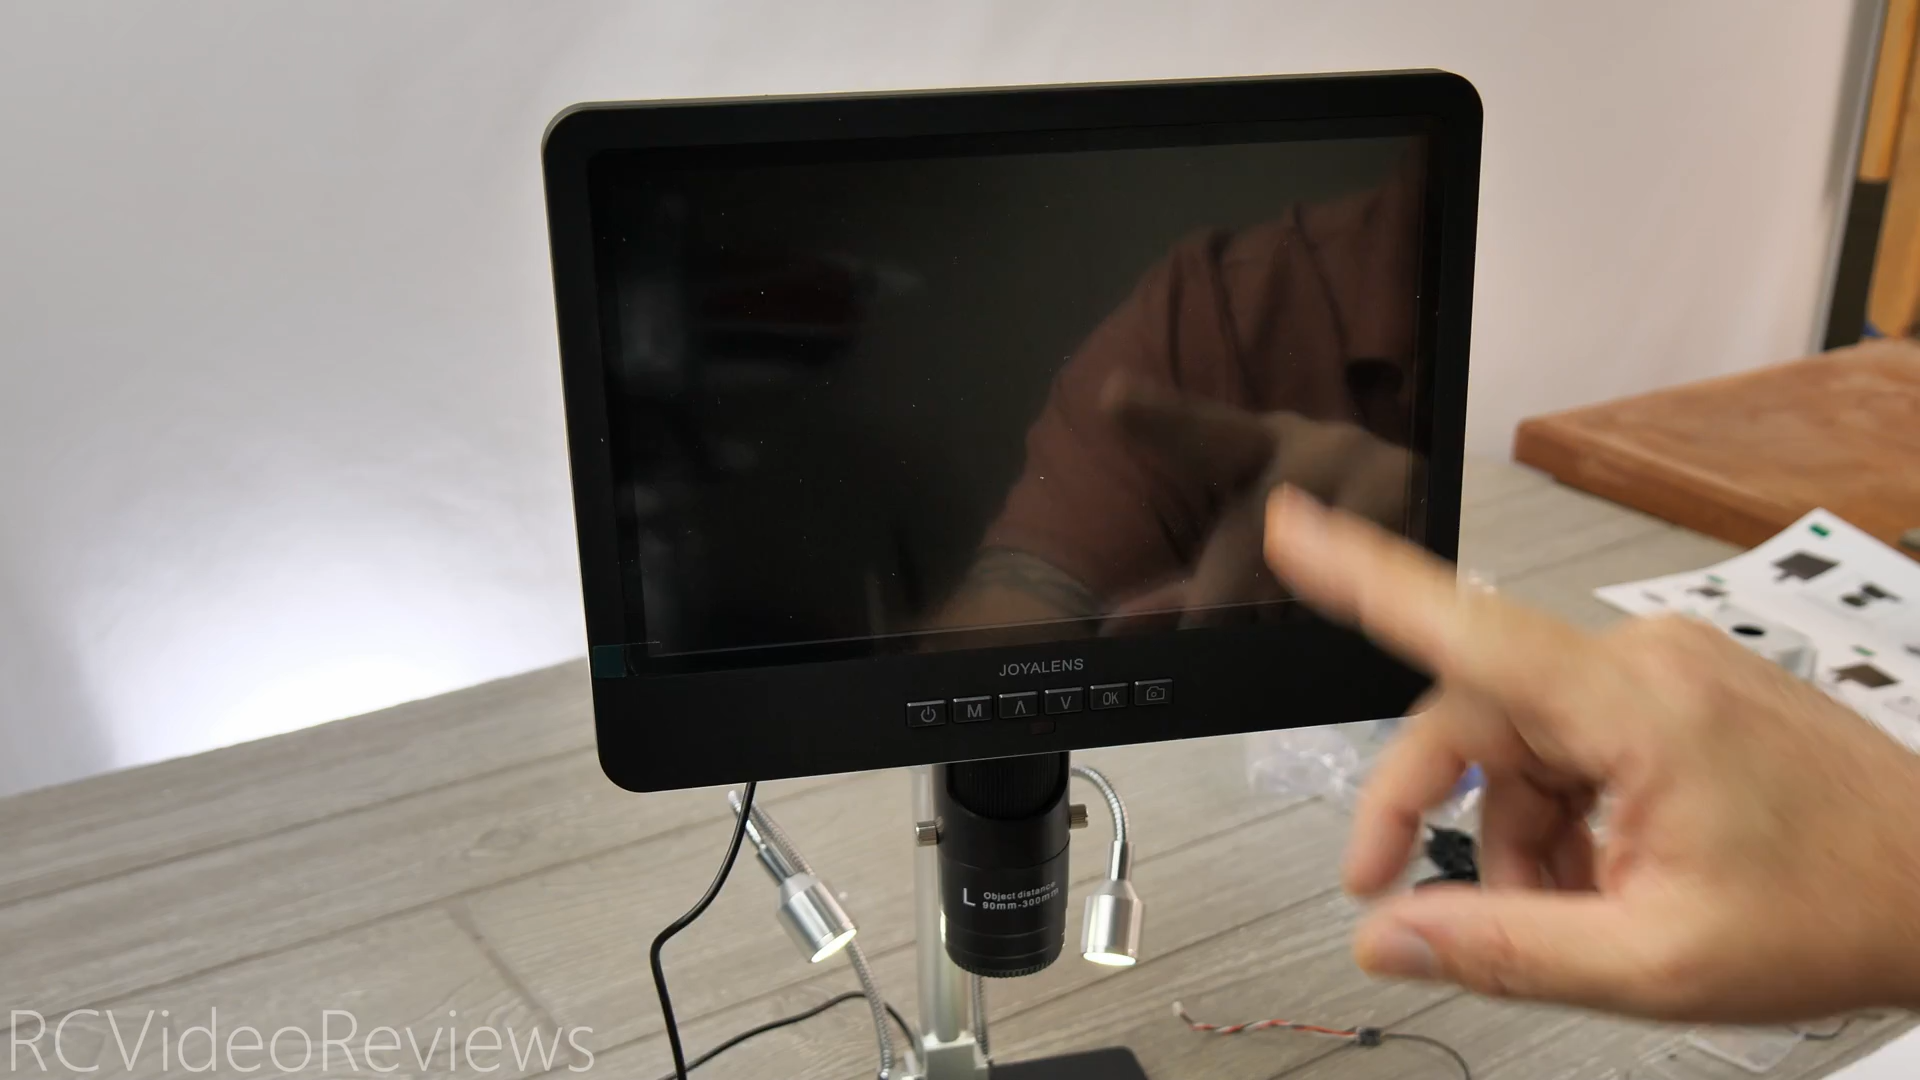 JOYALENS
M
OK
L Object distance
90mm-300mm
RCVideoReviews